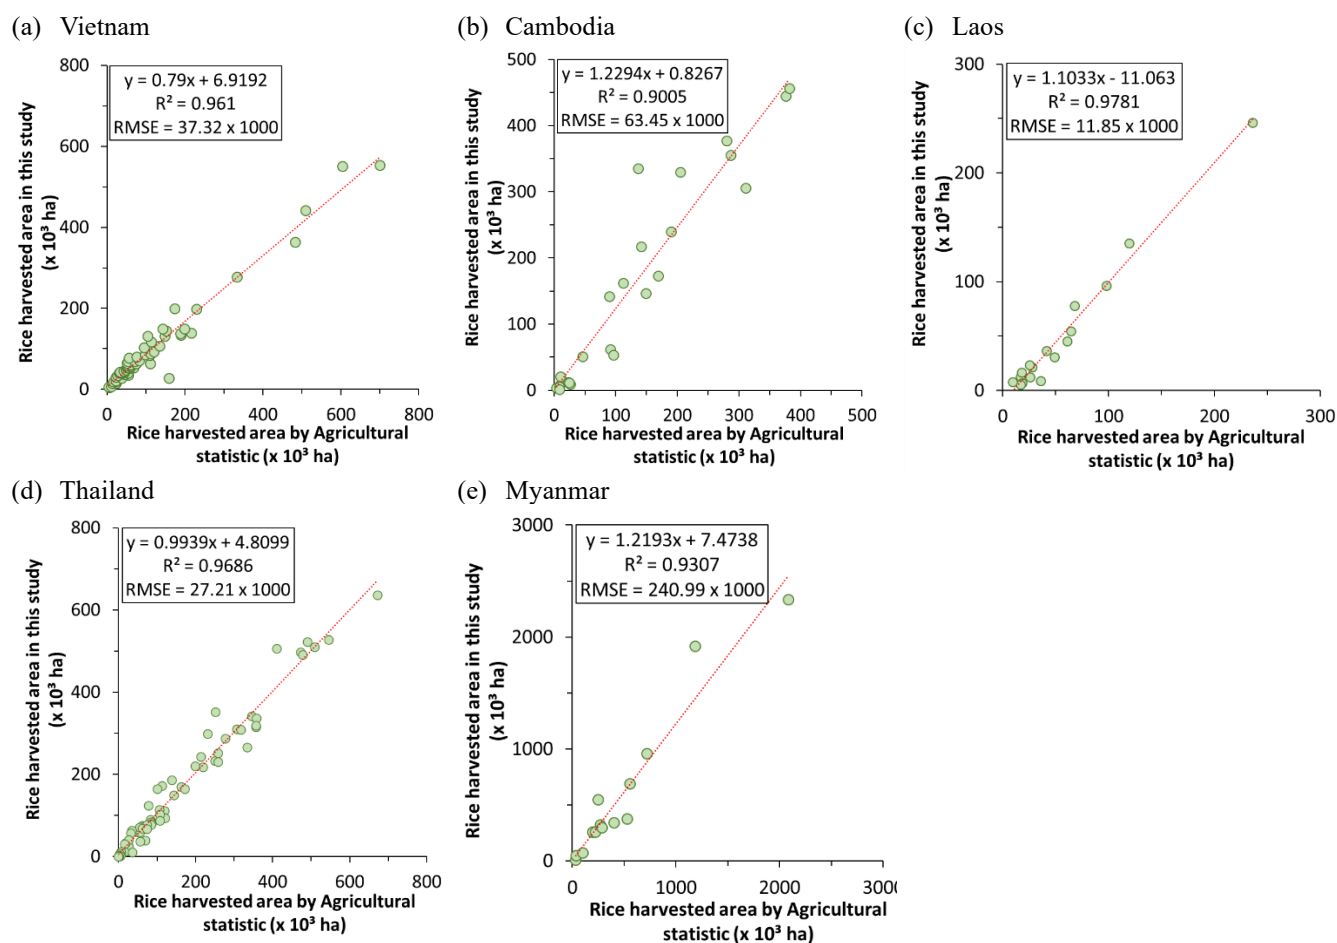 (a) Vietnam
800
600
400
200
0
0 200 400 600 800
y = 0.79x + 6.9192
R² = 0.961
RMSE = 37.32 x 1000
Rice harvested area in this study
(x 10³ ha)
Rice harvested area by Agricultural
statistic (x 10³ ha)
(b) Cambodia
500
400
300
200
100
0
0 100 200 300 400 500
y = 1.2294x + 0.8267
R² = 0.9005
RMSE = 63.45 x 1000
Rice harvested area in this study
(x 10³ ha)
Rice harvested area by Agricultural
statistic (x 10³ ha)
(c) Laos
300
200
100
0
0 100 200 300
y = 1.1033x - 11.063
R² = 0.9781
RMSE = 11.85 x 1000
Rice harvested area in this study
(x 10³ ha)
Rice harvested area by Agricultural
statistic (x 10³ ha)
(d) Thailand
800
600
400
200
0
0 200 400 600 800
y = 0.9939x + 4.8099
R² = 0.9686
RMSE = 27.21 x 1000
Rice harvested area in this study
(x 10³ ha)
Rice harvested area by Agricultural
statistic (x 10³ ha)
(e) Myanmar
3000
2000
1000
0
0 1000 2000 3000
y = 1.2193x + 7.4738
R² = 0.9307
RMSE = 240.99 x 1000
Rice harvested area in this study
(x 10³ ha)
Rice harvested area by Agricultural
statistic (x 10³ ha)